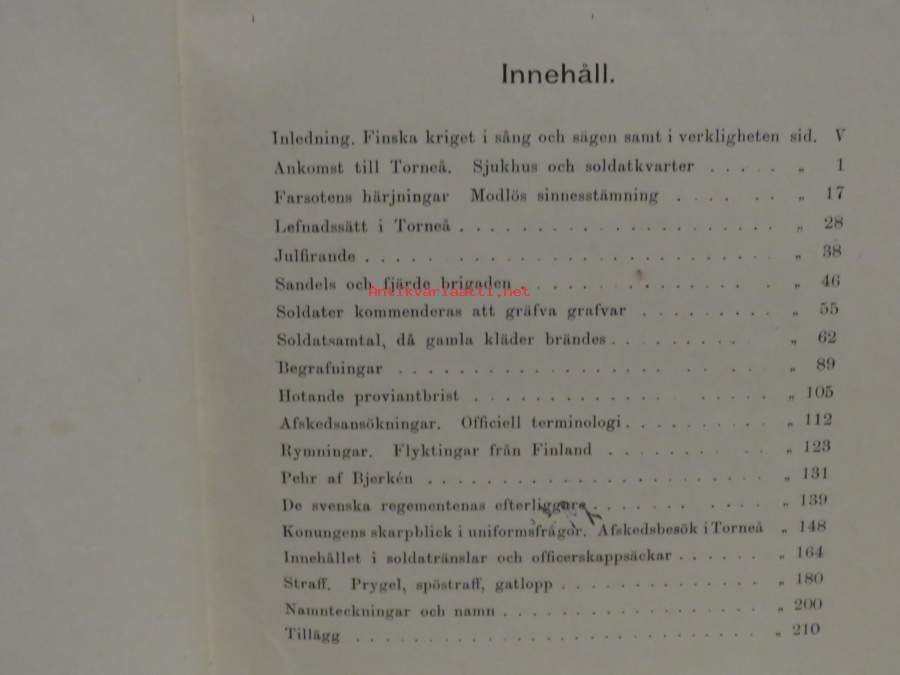 Innehåll.
Inledning. Finska kriget i sång och sägen samt i verkligheten sid. V
Ankomst till Torneå. Sjukhus och soldatkvarter . . . . . „ 1
Farsotens härjningar Modlös sinnesstämning . . . . . „ 17
Lefnadssätt i Torneå . . . . . . . . . . . . . . . . . „ 28
Julfirande . . . . . . . . . . . . . . . . . . . . . . „ 38
Sandels och fjärde brigaden . . . . . . . . . . . . . „ 46
Antikvariaatti.net
Soldater kommenderas att gräfva grafvar . . . . . . . . „ 55
Soldatsamtal, då gamla kläder brändes . . . . . . . . „ 62
Begrafningar . . . . . . . . . . . . . . . . . . . . „ 89
Hotande proviantbrist . . . . . . . . . . . . . . . . „ 105
Afskedsansökningar. Officiell terminologi . . . . . . . . „ 112
Rymningar. Flyktingar från Finland . . . . . . . . . . „ 123
Pehr af Bjerkén . . . . . . . . . . . . . . . . . . . „ 131
De svenska regementenas efterliggare . . . . . . . . . „ 139
Konungens skarpblick i uniformsfrågor. Afskedsbesök i Torneå „ 148
Innehållet i soldatränslar och officerskappsäckar . . . . . . „ 164
Straff. Prygel, spöstraff, gatlopp . . . . . . . . . . . . „ 180
Namnteckningar och namn . . . . . . . . . . . . . . . „ 200
Tillägg . . . . . . . . . . . . . . . . . . . . . . . „ 210